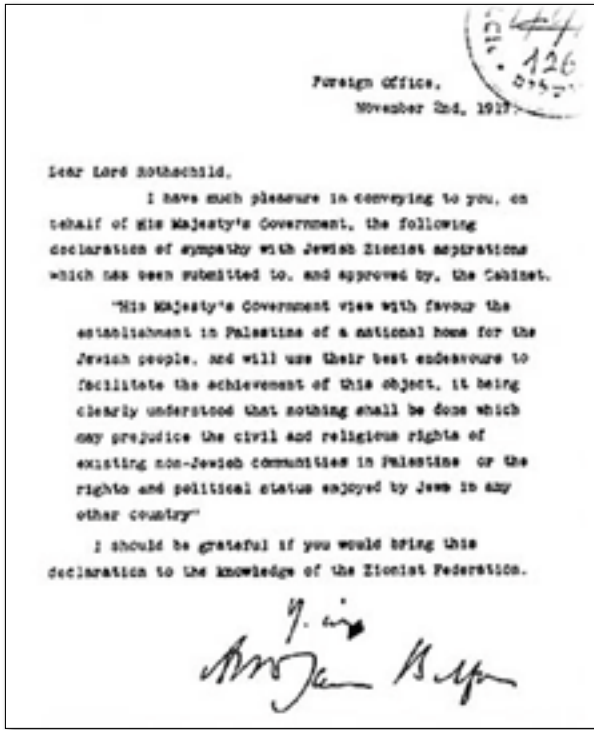 126
Foreign Office,
November 2nd, 1917.
Dear Lord Rothschild,
I have much pleasure in conveying to you, on
behalf of His Majesty's Government, the following
declaration of sympathy with Jewish Zionist aspirations
which has been submitted to, and approved by, the Cabinet.
"His Majesty's Government view with favour the
establishment in Palestine of a national home for the
Jewish people, and will use their best endeavours to
facilitate the achievement of this object, it being
clearly understood that nothing shall be done which
may prejudice the civil and religious rights of
existing non-Jewish communities in Palestine or the
rights and political status enjoyed by Jews in any
other country"
I should be grateful if you would bring this
declaration to the knowledge of the Zionist Federation.